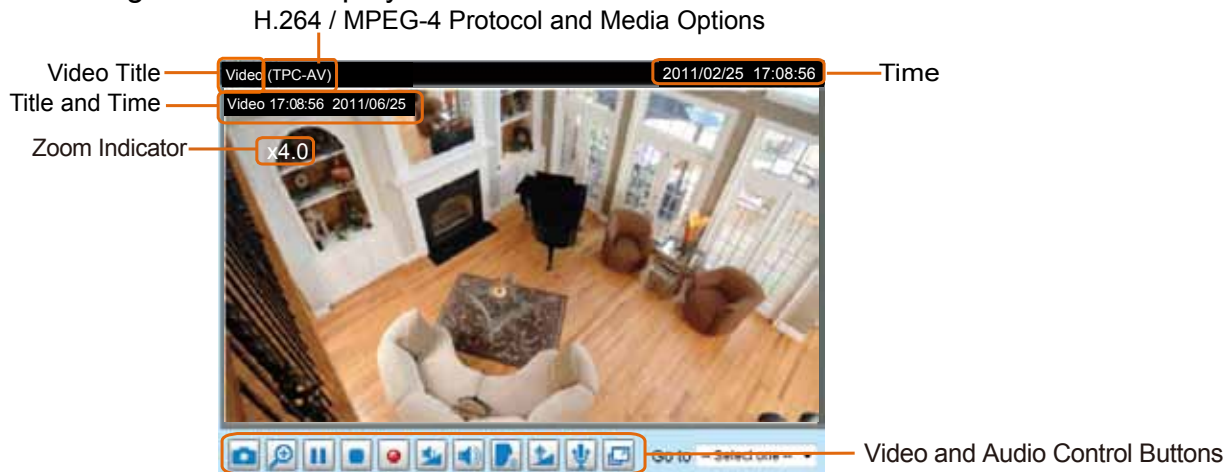 H.264 / MPEG-4 Protocol and Media Options
Video Title
Video (TPC-AV)
2011/02/25 17:08:56
Time
Title and Time
Video 17:08:56 2011/06/25
Zoom Indicator
x4.0
Go to
-- Select one --
Video and Audio Control Buttons